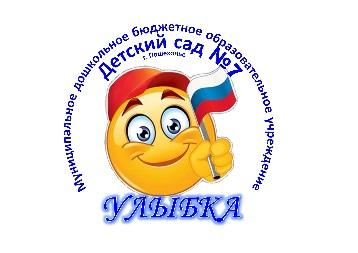 Муниципальное дошкольное бюджетное образовательное учреждение
Детский сад №7
г. Пошехонье
УЛЫБКА